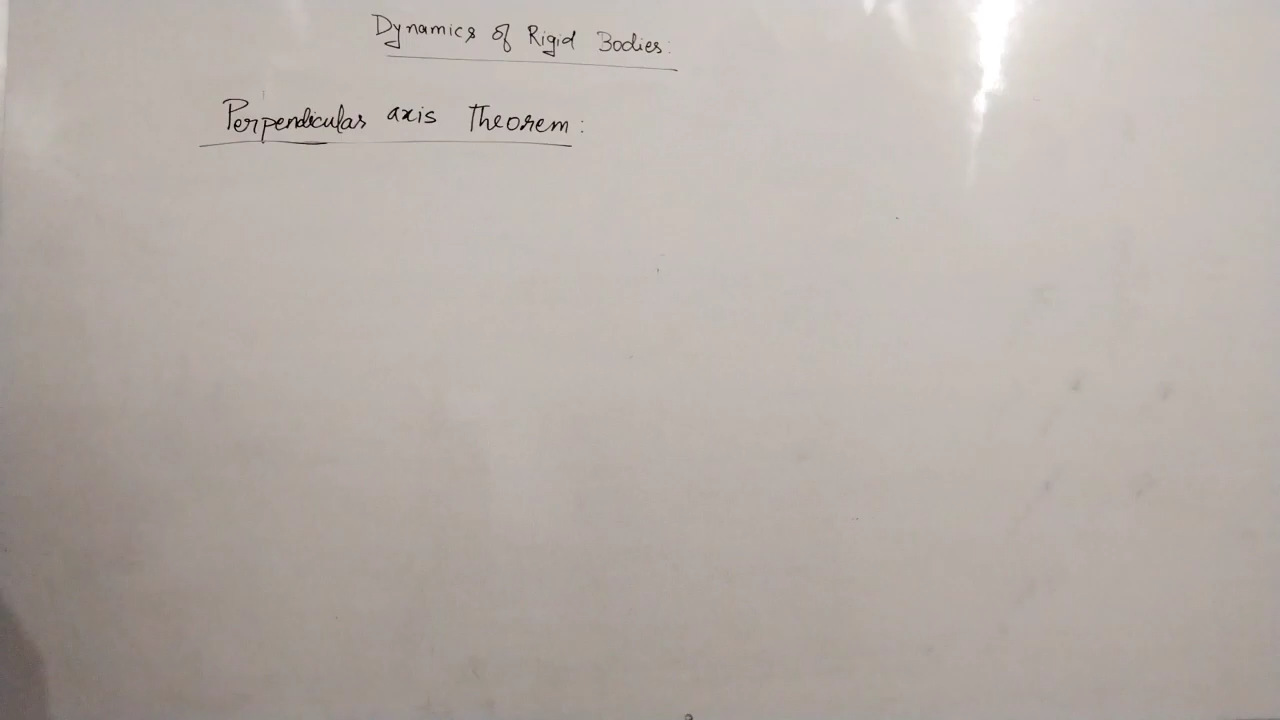 Dynamics of Rigid Bodies:
Perpendicular axis Theorem: